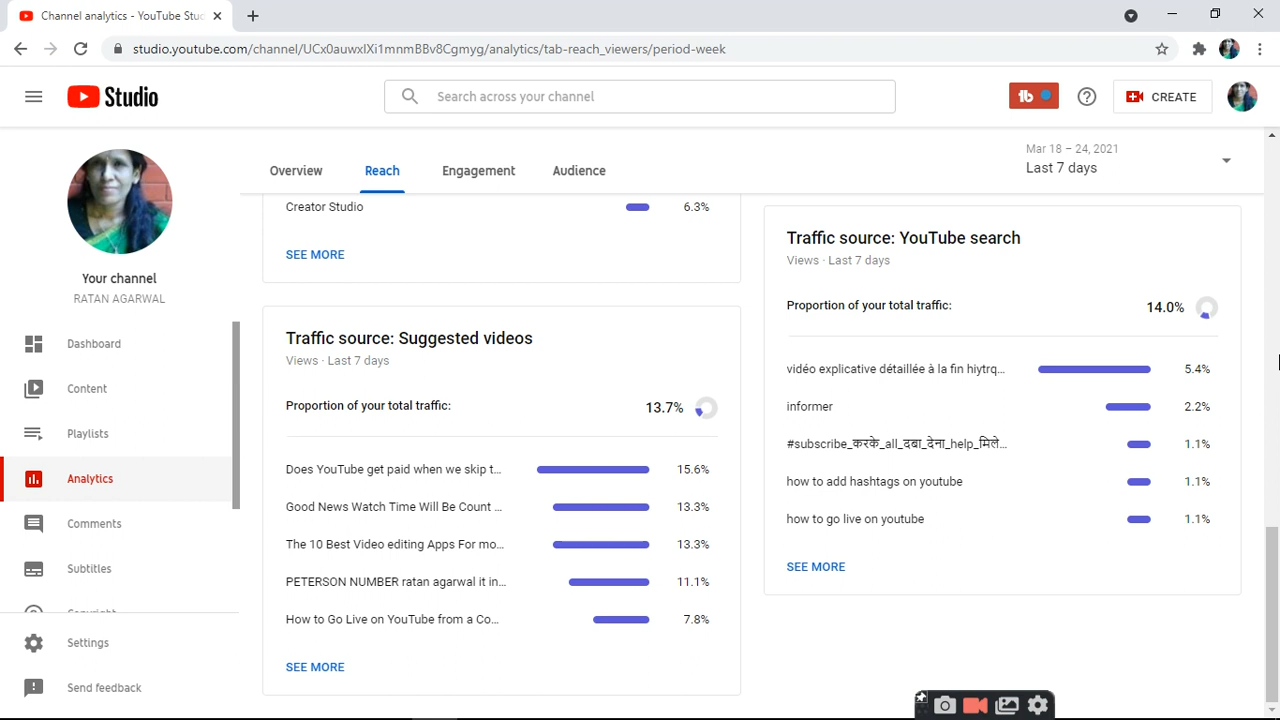 Channel analytics - YouTube Stuc
studio.youtube.com/channel/UCx0auwxIXi1mnmBBv8Cgmyg/analytics/tab-reach_viewers/period-week
Studio
Search across your channel
tb
CREATE
Overview
Reach
Engagement
Audience
Mar 18 – 24, 2021
Last 7 days
Your channel
RATAN AGARWAL
Dashboard
Content
Playlists
Analytics
Comments
Subtitles
Copyright
Settings
Send feedback
Creator Studio 6.3%
SEE MORE
Traffic source: Suggested videos
Views · Last 7 days
Proportion of your total traffic: 13.7%
Does YouTube get paid when we skip t... 15.6%
Good News Watch Time Will Be Count ... 13.3%
The 10 Best Video editing Apps For mo... 13.3%
PETERSON NUMBER ratan agarwal it in... 11.1%
How to Go Live on YouTube from a Co... 7.8%
SEE MORE
Traffic source: YouTube search
Views · Last 7 days
Proportion of your total traffic: 14.0%
vidéo explicative détaillée à la fin hiytrq... 5.4%
informer 2.2%
#subscribe_करके_all_दबा_देना_help_मिले... 1.1%
how to add hashtags on youtube 1.1%
how to go live on youtube 1.1%
SEE MORE